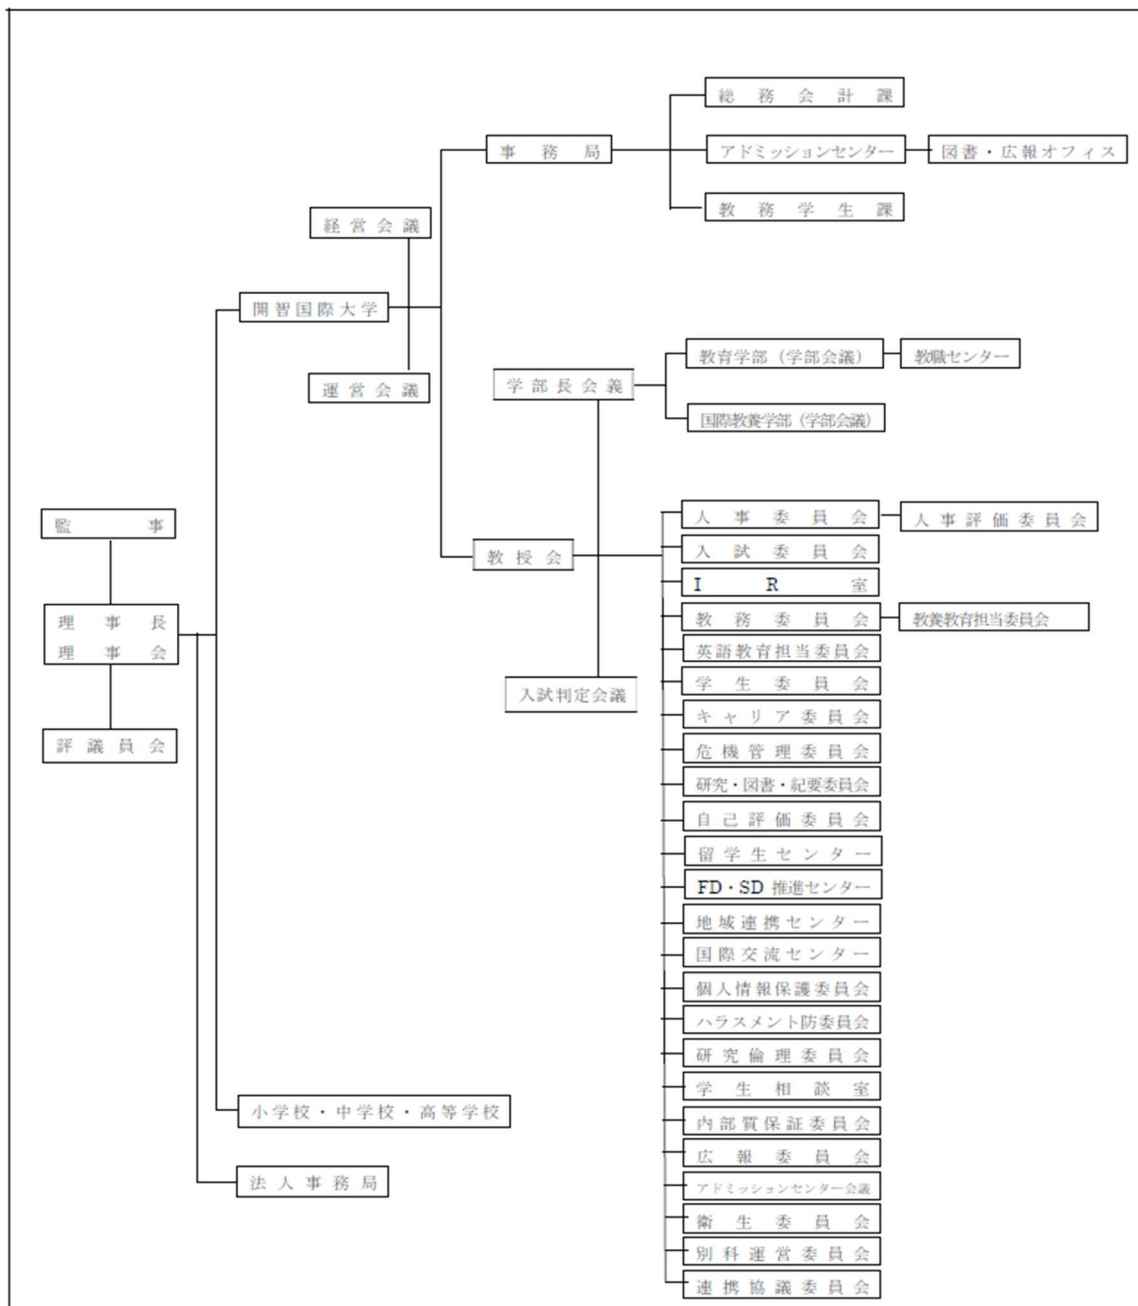 総務会計課
事務局
アドミッションセンター
図書・広報オフィス
教務学生課
経営会議
開智国際大学
運営会議
教育学部（学部会議）
教職センター
学部長会義
国際教養学部（学部会議）
監事
人事委員会
人事評価委員会
教授会
入試委員会
IR室
理事長
理事会
教務委員会
教養教育担当委員会
英語教育担当委員会
学生委員会
入試判定会議
キャリア委員会
評議員会
危機管理委員会
研究・図書・紀要委員会
自己評価委員会
留学生センター
FD・SD 推進センター
地域連携センター
国際交流センター
個人情報保護委員会
ハラスメント防委員会
研究倫理委員会
学生相談室
小学校・中学校・高等学校
内部質保証委員会
広報委員会
法人事務局
アドミッションセンター会議
衛生委員会
別科運営委員会
連携協議委員会